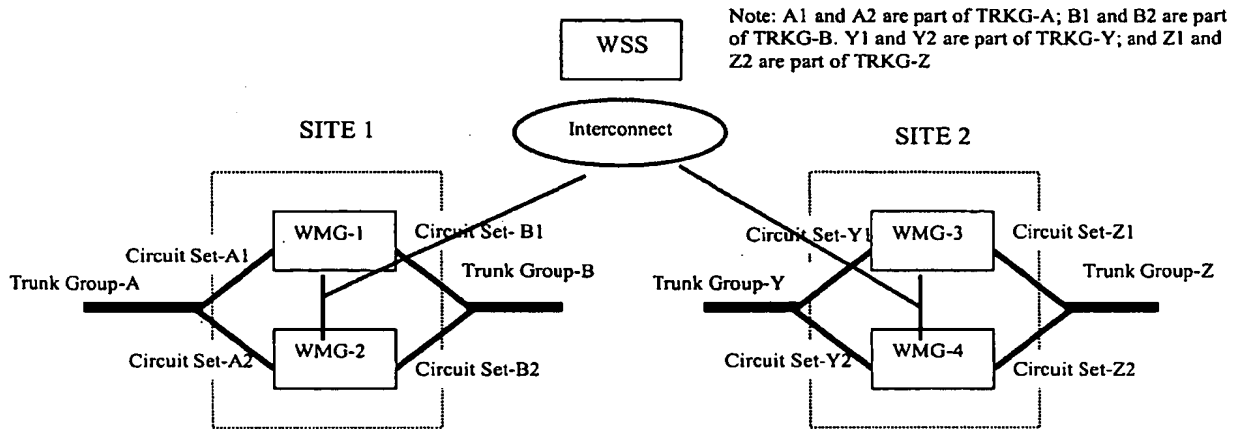 Note: A1 and A2 are part of TRKG-A; B1 and B2 are part
of TRKG-B. Y1 and Y2 are part of TRKG-Y; and Z1 and
Z2 are part of TRKG-Z
WSS
Interconnect
SITE 1
WMG-1
Circuit Set-A1
Circuit Set- B1
Trunk Group-A
Trunk Group-B
WMG-2
Circuit Set-A2
Circuit Set-B2
SITE 2
WMG-3
Circuit Set-Y1
Circuit Set-Z1
Trunk Group-Y
Trunk Group-Z
WMG-4
Circuit Set-Y2
Circuit Set-Z2